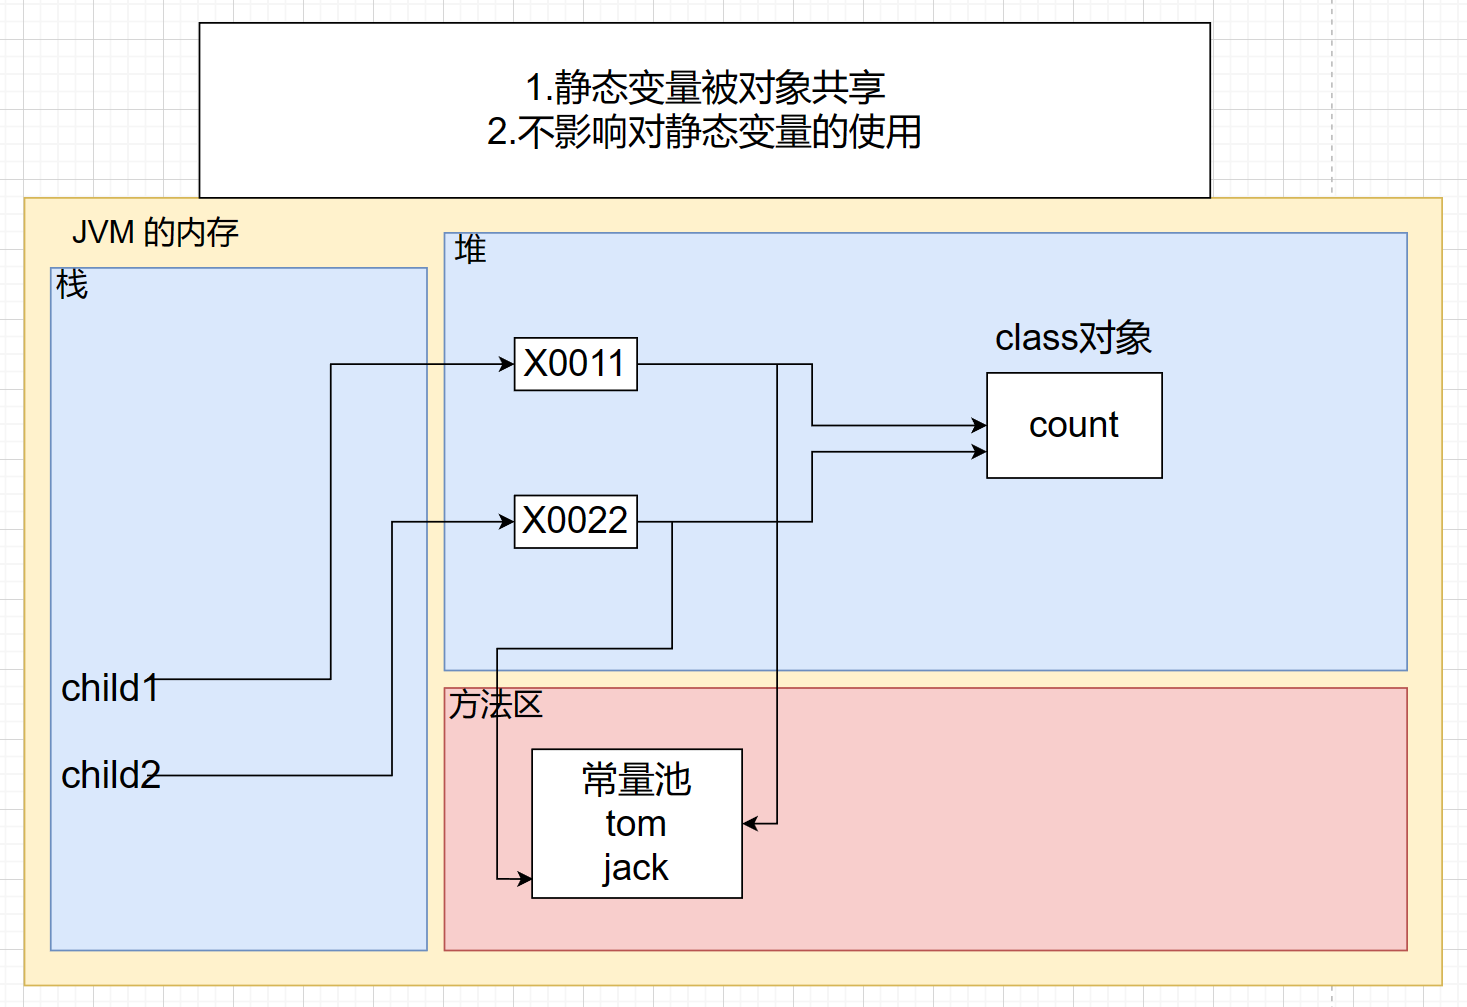 1.静态变量被对象共享
2.不影响对静态变量的使用
JVM 的内存
栈
堆
class对象
X0011
count
X0022
child1
child2
方法区
常量池
tom
jack